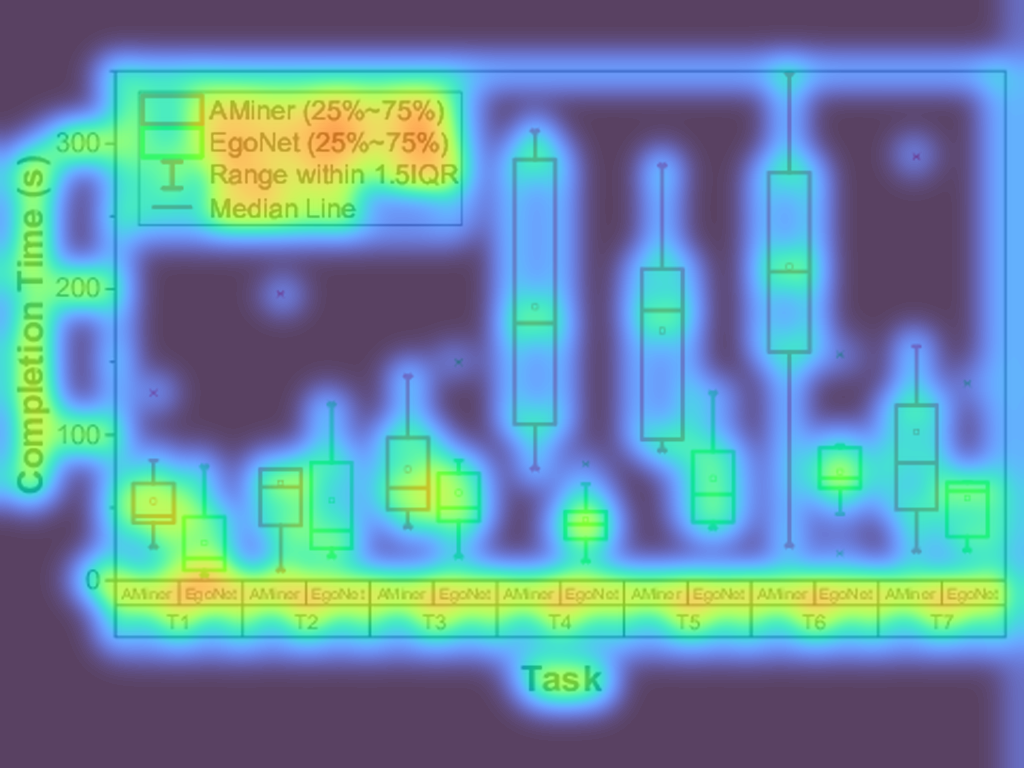 AMiner (25%~75%)
EgoNet (25%~75%)
Range within 1.5IQR
Median Line
Completion Time (s)
300
200
100
0
AMiner EgoNet AMiner EgoNet AMiner EgoNet AMiner EgoNet AMiner EgoNet AMiner EgoNet AMiner EgoNet
T1 T2 T3 T4 T5 T6 T7
Task